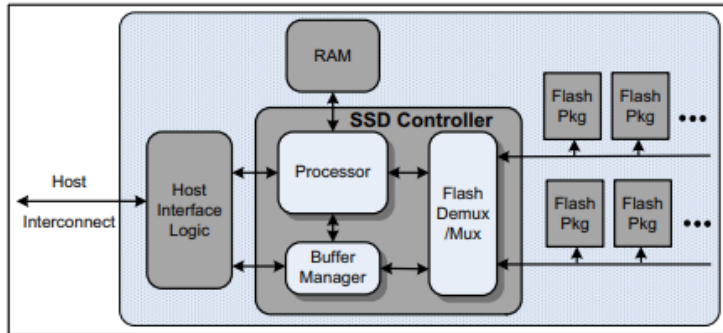 RAM
SSD Controller
Flash
Pkg
Flash
Pkg
•••
Host
Interconnect
Host
Interface
Logic
Processor
Flash
Demux
/Mux
Buffer
Manager
Flash
Pkg
Flash
Pkg
•••